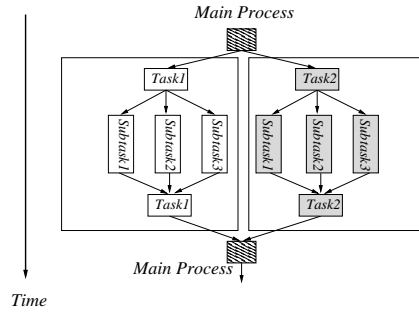 Main Process
Task1
Task2
Subtask1
Subtask2
Subtask3
Subtask1
Subtask2
Subtask3
Task1
Task2
Main Process
Time